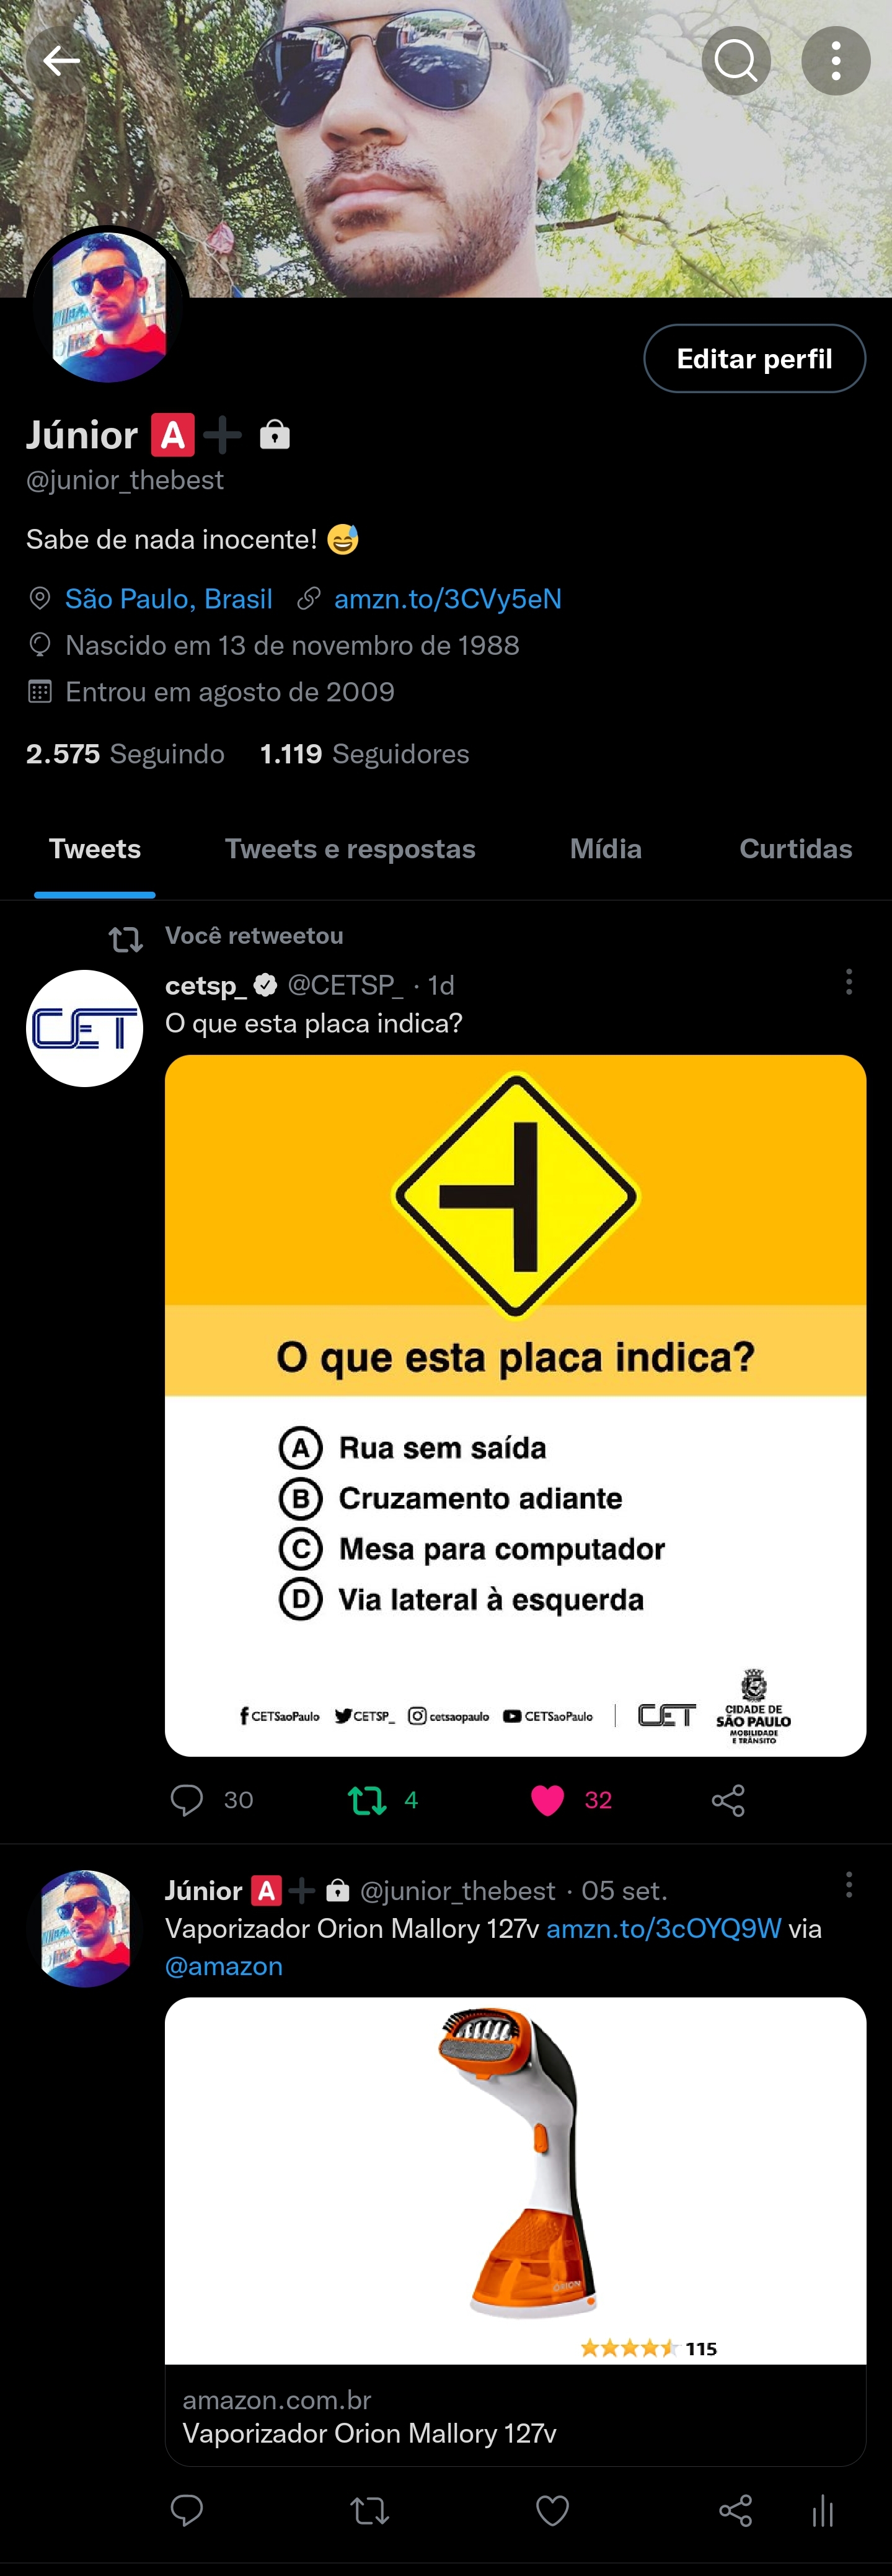 Editar perfil
Júnior 🅰️➕ 🔒
@junior_thebest
Sabe de nada inocente! 😅
São Paulo, Brasil amzn.to/3CVy5eN
Nascido em 13 de novembro de 1988
Entrou em agosto de 2009
2.575 Seguindo 1.119 Seguidores
Tweets Tweets e respostas Mídia Curtidas
Você retweetou
cetsp_ @CETSP_ · 1d
O que esta placa indica?
CET
O que esta placa indica?
A Rua sem saída
B Cruzamento adiante
C Mesa para computador
D Via lateral à esquerda
CETSaoPaulo CETSP_ cetsaopaulo CETSaoPaulo CET
CIDADE DE
SÃO PAULO
MOBILIDADE
E TRÂNSITO
30 4 32
Júnior 🅰️➕ 🔒 @junior_thebest · 05 set.
Vaporizador Orion Mallory 127v amzn.to/3cOYQ9W via
@amazon
ORION
115
amazon.com.br
Vaporizador Orion Mallory 127v